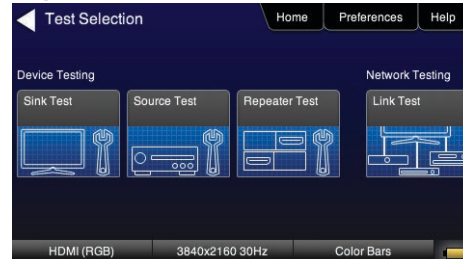 Test Selection
Home
Preferences
Help
Device Testing
Network Testing
Sink Test
Source Test
Repeater Test
Link Test
HDMI (RGB)
3840x2160 30Hz
Color Bars